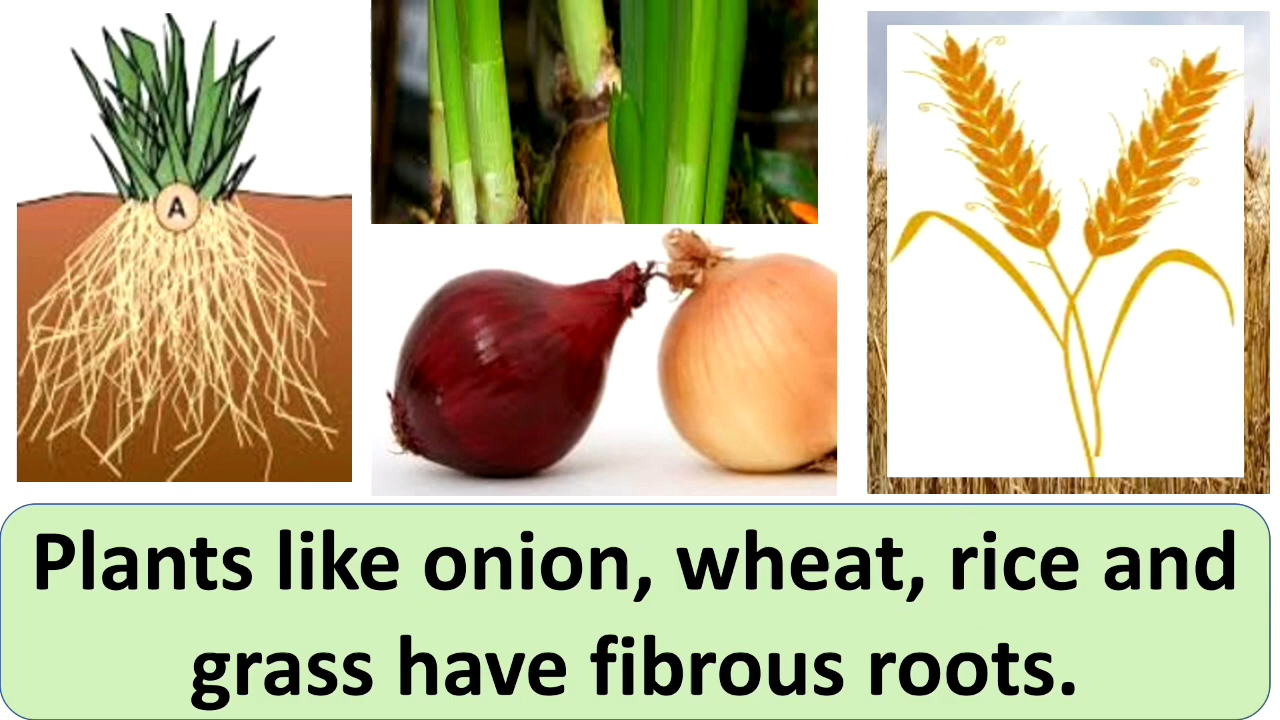 A
Plants like onion, wheat, rice and
grass have fibrous roots.